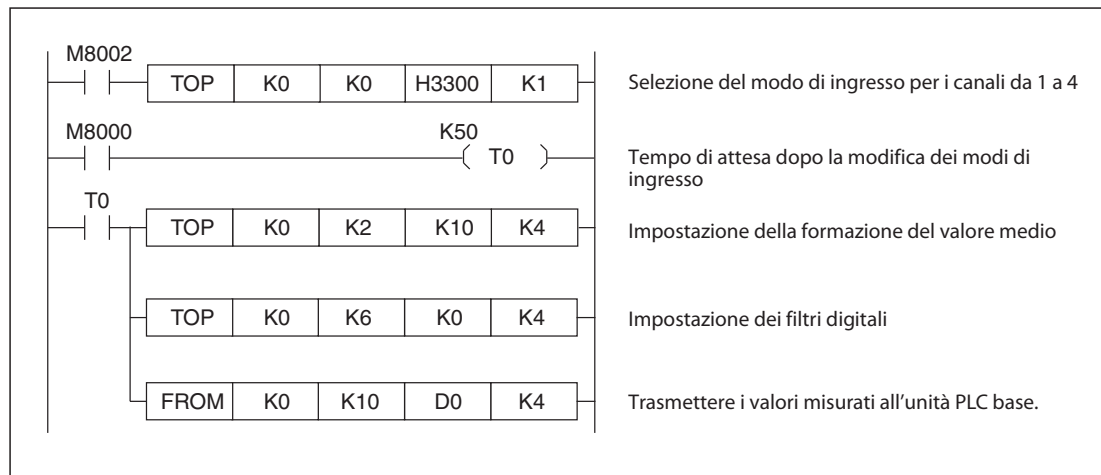 M8002
TOP K0 K0 H3300 K1 Selezione del modo di ingresso per i canali da 1 a 4
M8000 K50
T0 Tempo di attesa dopo la modifica dei modi di
ingresso
T0
TOP K0 K2 K10 K4 Impostazione della formazione del valore medio
TOP K0 K6 K0 K4 Impostazione dei filtri digitali
FROM K0 K10 D0 K4 Trasmettere i valori misurati all’unità PLC base.